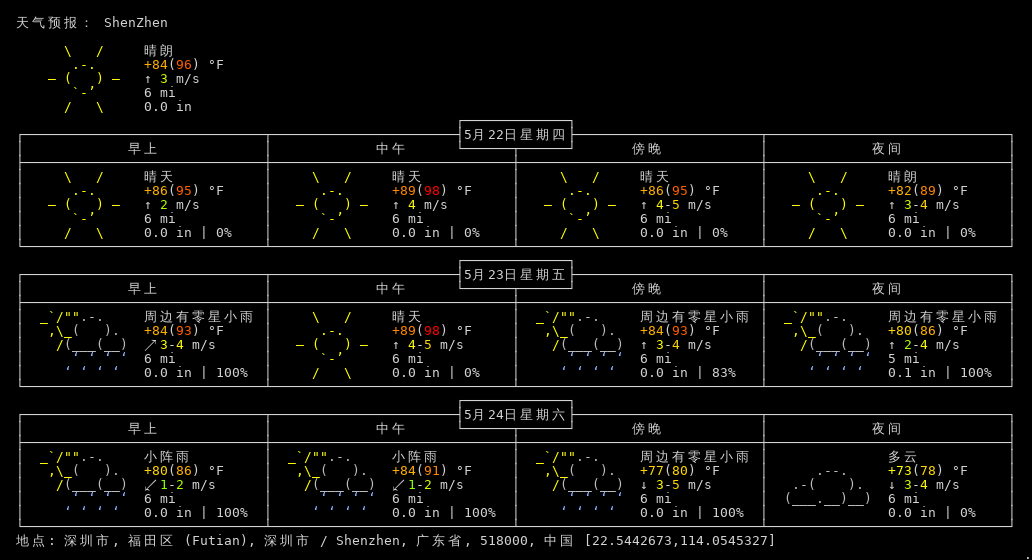 天气预报： ShenZhen
晴朗
+84(96) °F
↑ 3 m/s
6 mi
0.0 in
5月22日星期四
早上 中午 傍晚 夜间
晴天 晴天 晴天 晴朗
+86(95) °F +89(98) °F +86(95) °F +82(89) °F
↑ 2 m/s ↑ 4 m/s ↑ 4-5 m/s ↑ 3-4 m/s
6 mi 6 mi 6 mi 6 mi
0.0 in | 0% 0.0 in | 0% 0.0 in | 0% 0.0 in | 0%
5月23日星期五
早上 中午 傍晚 夜间
周边有零星小雨 晴天 周边有零星小雨 周边有零星小雨
+84(93) °F +89(98) °F +84(93) °F +80(86) °F
↗ 3-4 m/s ↑ 4-5 m/s ↑ 3-4 m/s ↑ 2-4 m/s
6 mi 6 mi 6 mi 5 mi
0.0 in | 100% 0.0 in | 0% 0.0 in | 83% 0.1 in | 100%
5月24日星期六
早上 中午 傍晚 夜间
小阵雨 小阵雨 周边有零星小雨 多云
+80(86) °F +84(91) °F +77(80) °F +73(78) °F
↙ 1-2 m/s ↙ 1-2 m/s ↓ 3-5 m/s ↓ 3-4 m/s
6 mi 6 mi 6 mi 6 mi
0.0 in | 100% 0.0 in | 100% 0.0 in | 100% 0.0 in | 0%
地点: 深圳市, 福田区 (Futian), 深圳市 / Shenzhen, 广东省, 518000, 中国 [22.5442673,114.0545327]